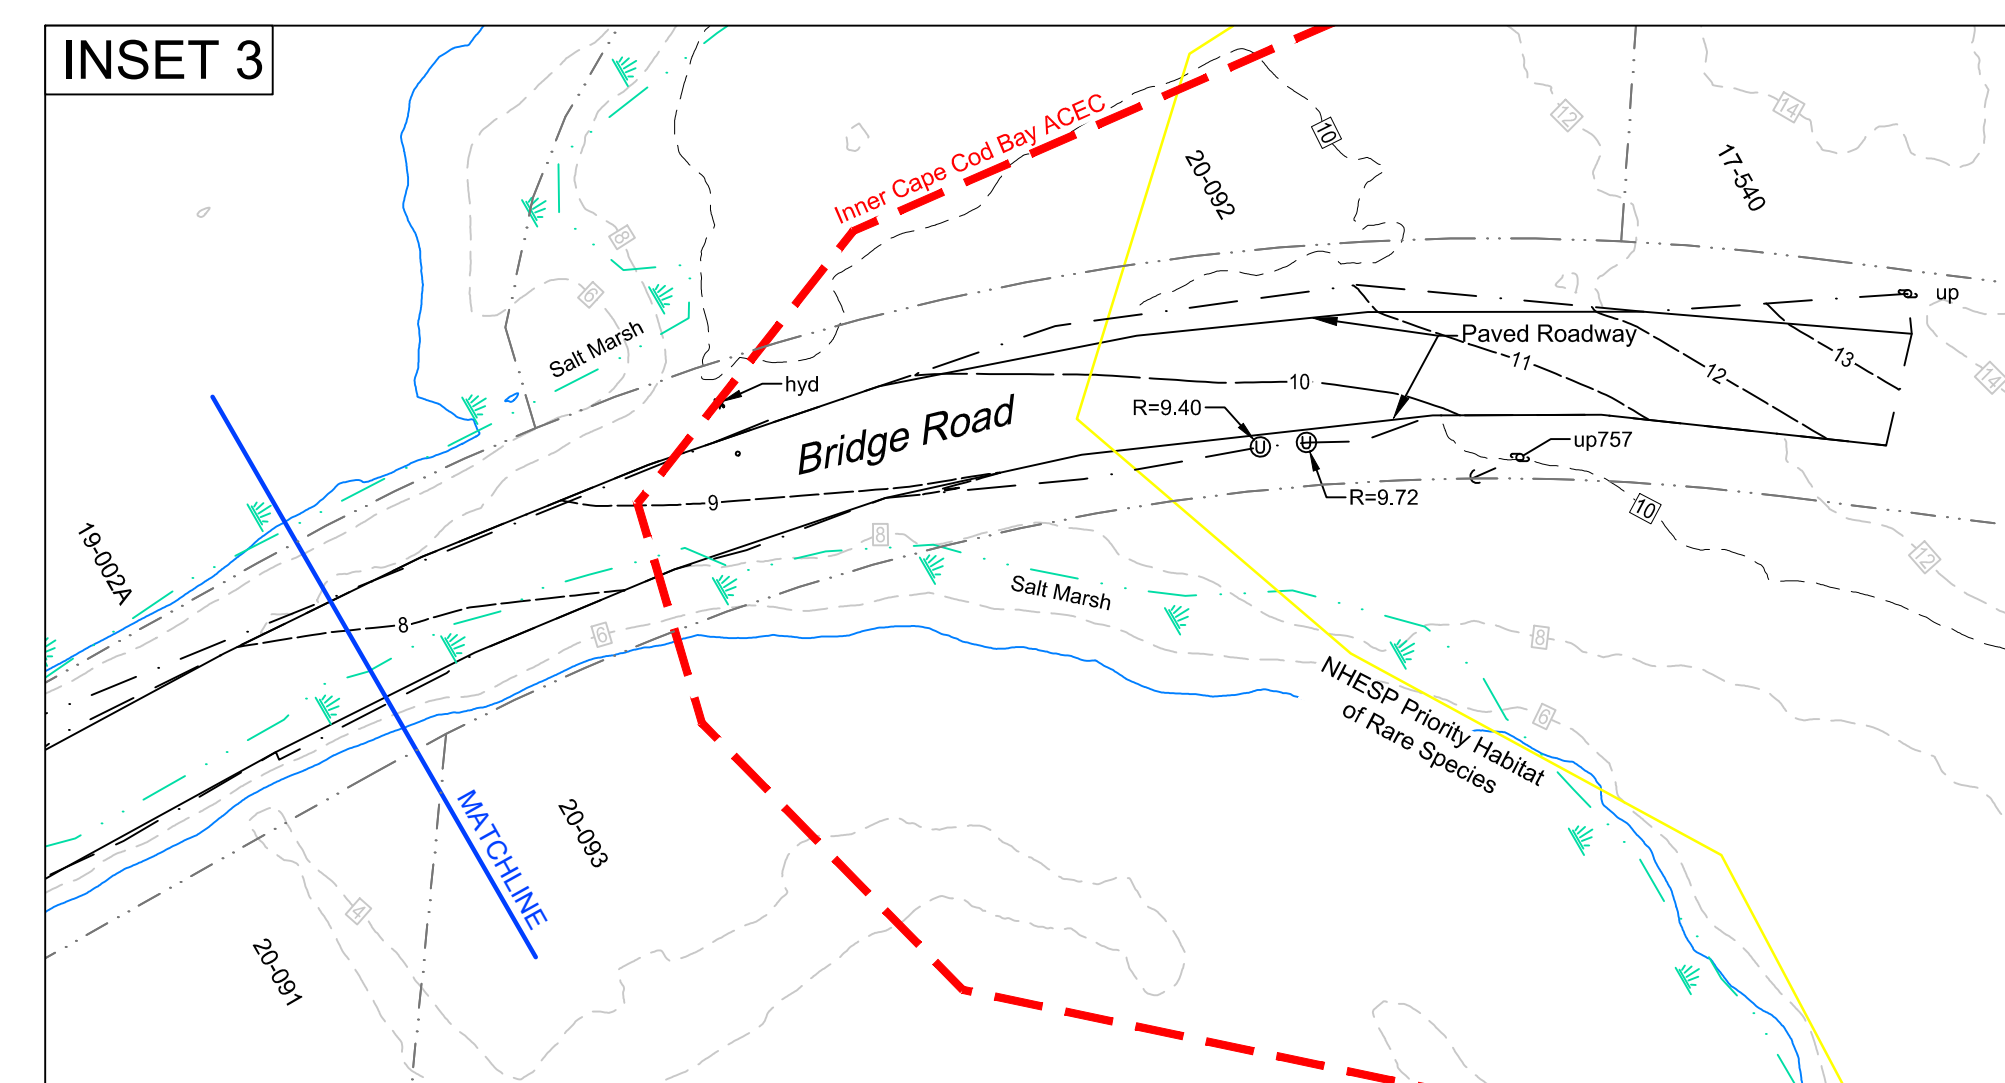 INSET 3
Inner Cape Cod Bay ACEC
10
12
14
20-092
17-540
8
6
up
Salt Marsh
Paved Roadway
11
12
13
14
hyd
10
R=9.40
Bridge Road
U
U
up757
R=9.72
9
10
8
12
19-002A
Salt Marsh
8
6
8
NHESP Priority Habitat
of Rare Species
6
MATCHLINE
20-093
4
20-091